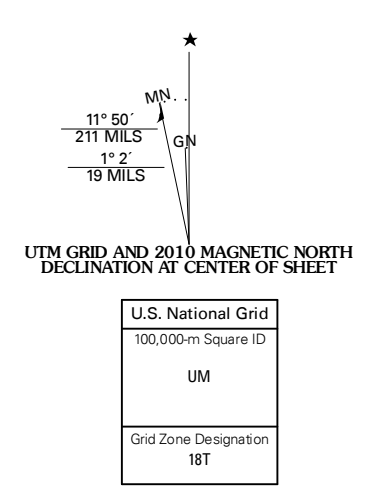 ★
MN
11° 50´
211 MILS
GN
1° 2´
19 MILS
UTM GRID AND 2010 MAGNETIC NORTH
DECLINATION AT CENTER OF SHEET
U.S. National Grid
100,000-m Square ID
UM
Grid Zone Designation
18T